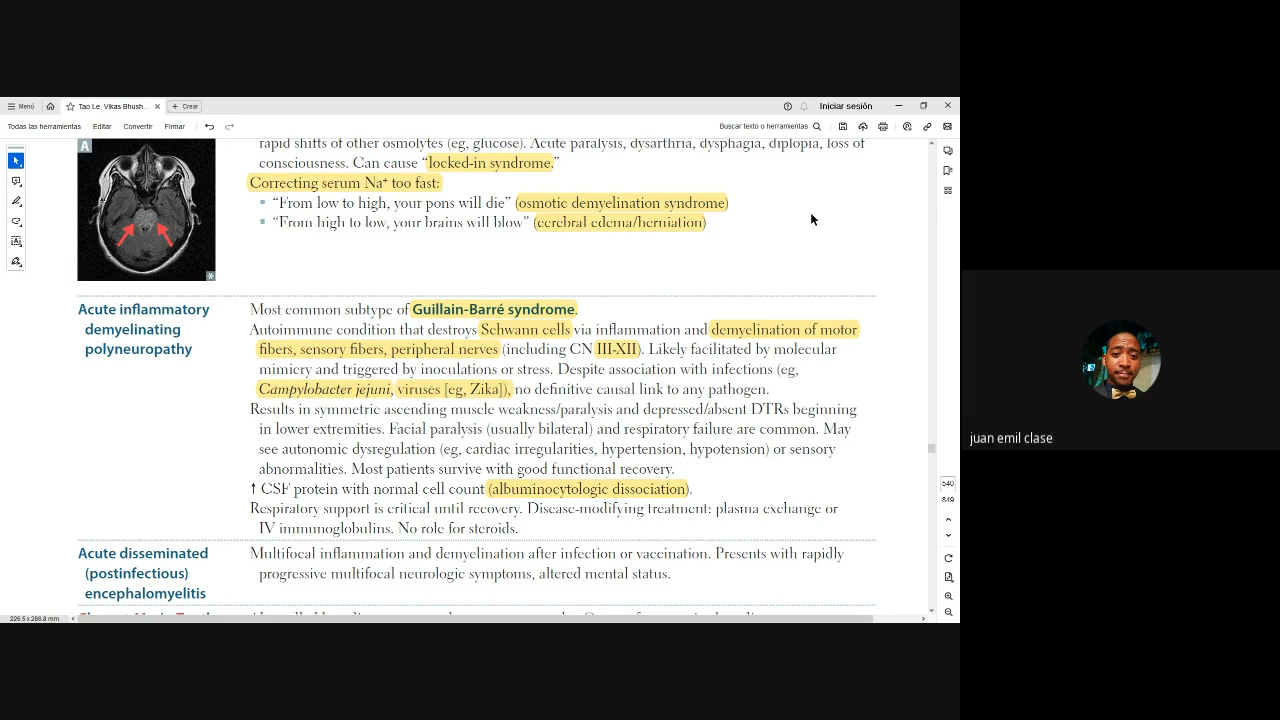 Menú
Tao Le, Vikas Bhush...
Crear
Iniciar sesión
Todas las herramientas Editar Convertir Firmar
Buscar texto o herramientas
A
rapid shifts of other osmolytes (eg, glucose). Acute paralysis, dysarthria, dysphagia, diplopia, loss of
consciousness. Can cause “locked-in syndrome.”
Correcting serum Na⁺ too fast:
▪ “From low to high, your pons will die” (osmotic demyelination syndrome)
▪ “From high to low, your brains will blow” (cerebral edema/herniation)
Acute inflammatory
demyelinating
polyneuropathy
Most common subtype of Guillain-Barré syndrome.
Autoimmune condition that destroys Schwann cells via inflammation and demyelination of motor
fibers, sensory fibers, peripheral nerves (including CN III-XII). Likely facilitated by molecular
mimicry and triggered by inoculations or stress. Despite association with infections (eg,
Campylobacter jejuni, viruses [eg, Zika]), no definitive causal link to any pathogen.
Results in symmetric ascending muscle weakness/paralysis and depressed/absent DTRs beginning
in lower extremities. Facial paralysis (usually bilateral) and respiratory failure are common. May
see autonomic dysregulation (eg, cardiac irregularities, hypertension, hypotension) or sensory
abnormalities. Most patients survive with good functional recovery.
↑ CSF protein with normal cell count (albuminocytologic dissociation).
Respiratory support is critical until recovery. Disease-modifying treatment: plasma exchange or
IV immunoglobulins. No role for steroids.
Acute disseminated
(postinfectious)
encephalomyelitis
Multifocal inflammation and demyelination after infection or vaccination. Presents with rapidly
progressive multifocal neurologic symptoms, altered mental status.
540
849
226.5 x 286.8 mm
juan emil clase